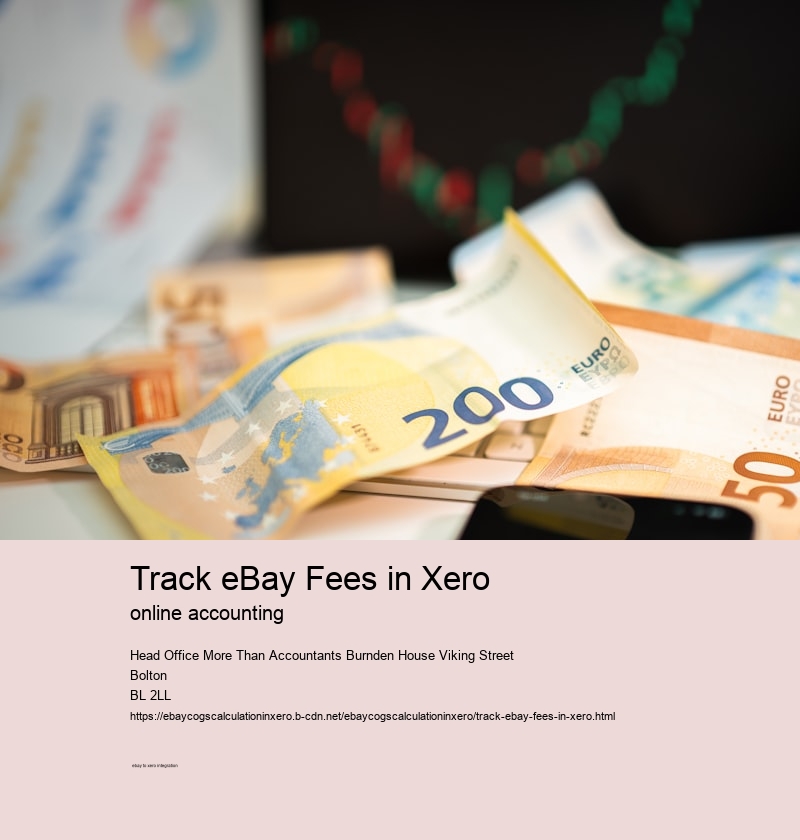 200
EURO
EURO
50
50
Track eBay Fees in Xero
online accounting
Head Office More Than Accountants Burnden House Viking Street
Bolton
BL 2LL
https://ebaycogscalculationinxero.b-cdn.net/ebaycogscalculationinxero/track-ebay-fees-in-xero.html
ebay to xero integration